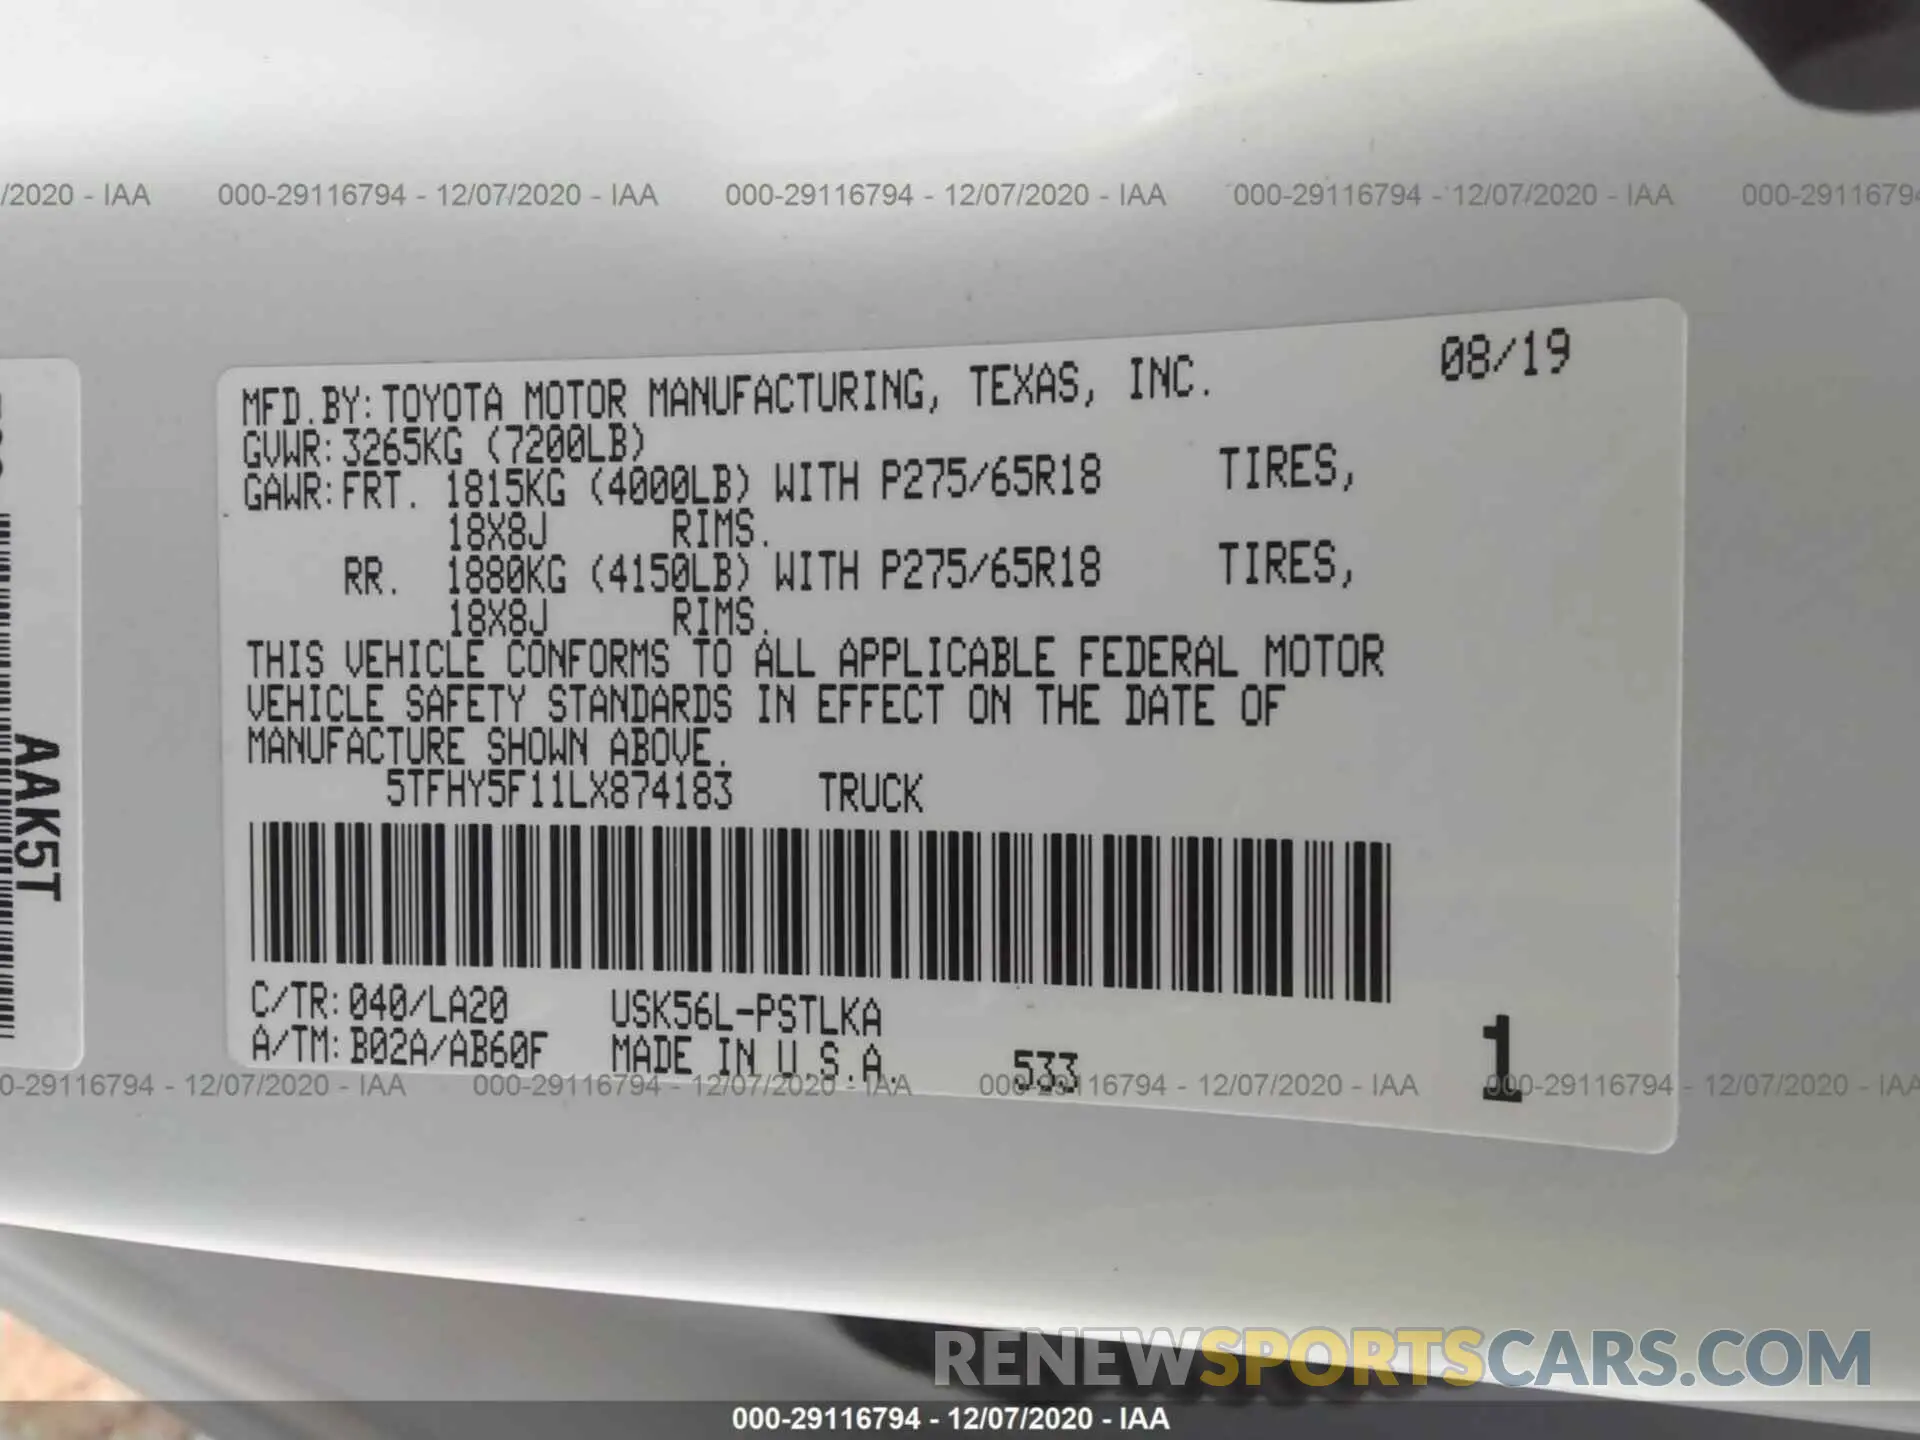 /2020 - IAA 000-29116794 - 12/07/2020 - IAA 000-29116794 - 12/07/2020 - IAA 000-29116794 - 12/07/2020 - IAA 000-2911679
08/19
MFD.BY:TOYOTA MOTOR MANUFACTURING, TEXAS, INC.
GVWR:3265KG (7200LB)
GAWR:FRT. 1815KG (4000LB) WITH P275/65R18 TIRES,
18X8J RIMS.
RR. 1880KG (4150LB) WITH P275/65R18 TIRES,
18X8J RIMS.
THIS VEHICLE CONFORMS TO ALL APPLICABLE FEDERAL MOTOR
VEHICLE SAFETY STANDARDS IN EFFECT ON THE DATE OF
MANUFACTURE SHOWN ABOVE.
5TFHY5F11LX874183 TRUCK
AAK5T
C/TR:040/LA20 USK56L-PSTLKA
A/TM:B02A/AB60F MADE IN U.S.A. 533
1
0-29116794 - 12/07/2020 - IAA 000-29116794 - 12/07/2020 - IAA 000-29116794 - 12/07/2020 - IAA 000-29116794 - 12/07/2020 - IAA
RENEWSPORTSCARS.COM
000-29116794 - 12/07/2020 - IAA